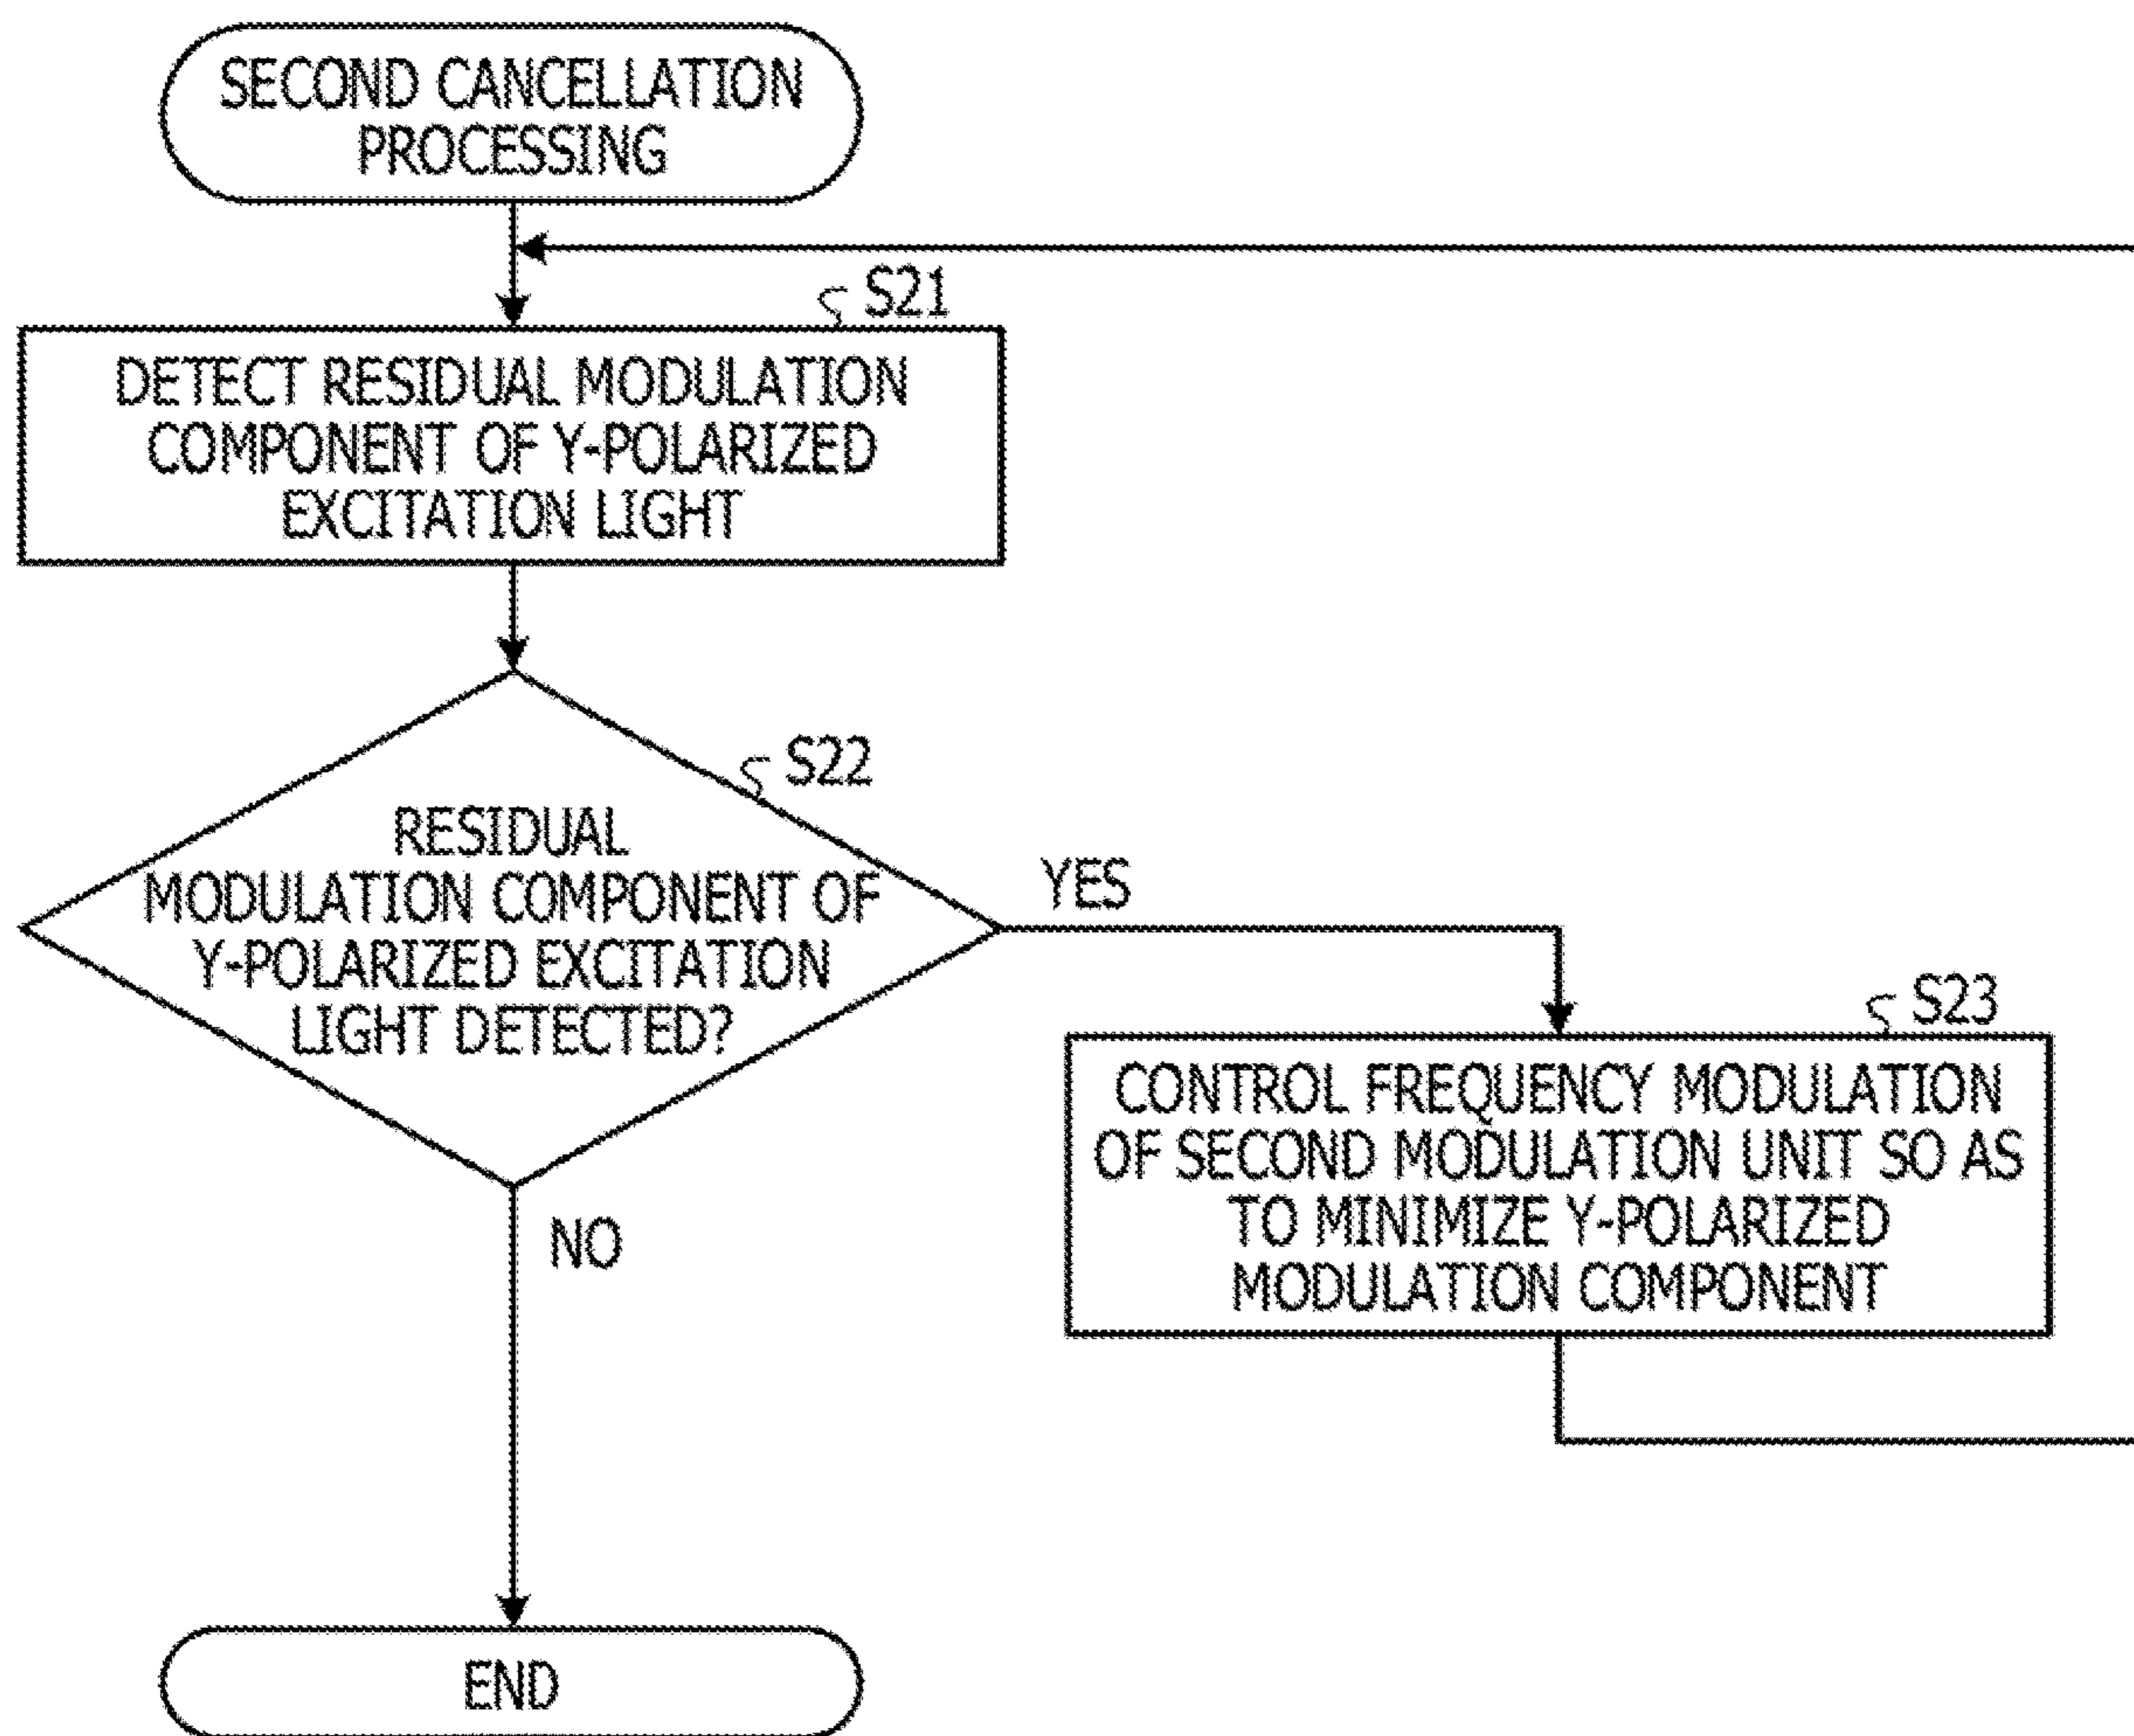 SECOND CANCELLATION
PROCESSING
S21
DETECT RESIDUAL MODULATION
COMPONENT OF Y-POLARIZED
EXCITATION LIGHT
S22
RESIDUAL
MODULATION COMPONENT OF
Y-POLARIZED EXCITATION
LIGHT DETECTED?
YES
S23
CONTROL FREQUENCY MODULATION
OF SECOND MODULATION UNIT SO AS
TO MINIMIZE Y-POLARIZED
MODULATION COMPONENT
NO
END